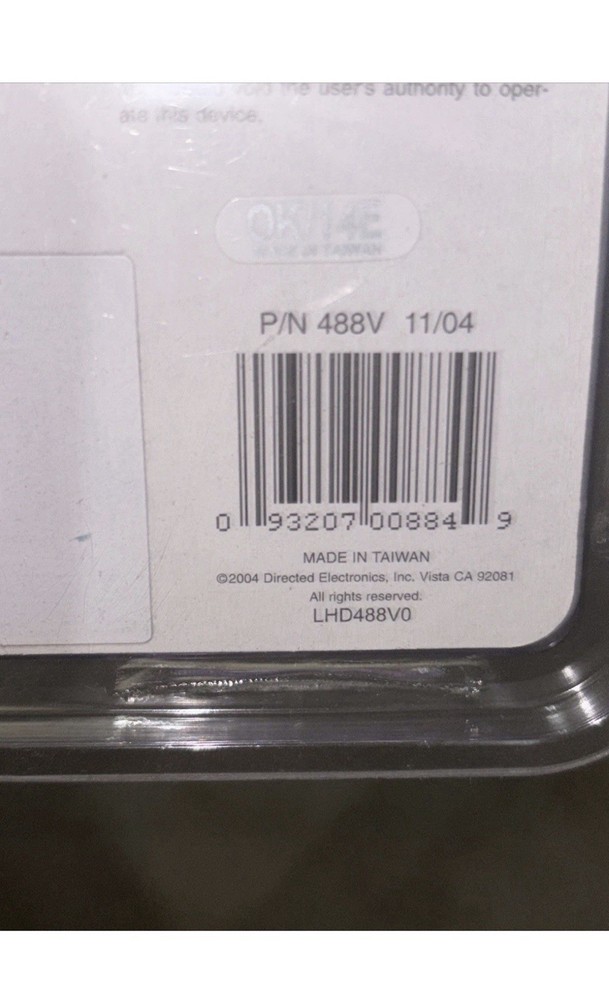 void the user's authority to oper-
ate this device.
P/N 488V 11/04
0 93207 00884 9
MADE IN TAIWAN
©2004 Directed Electronics, Inc. Vista CA 92081
All rights reserved.
LHD488V0